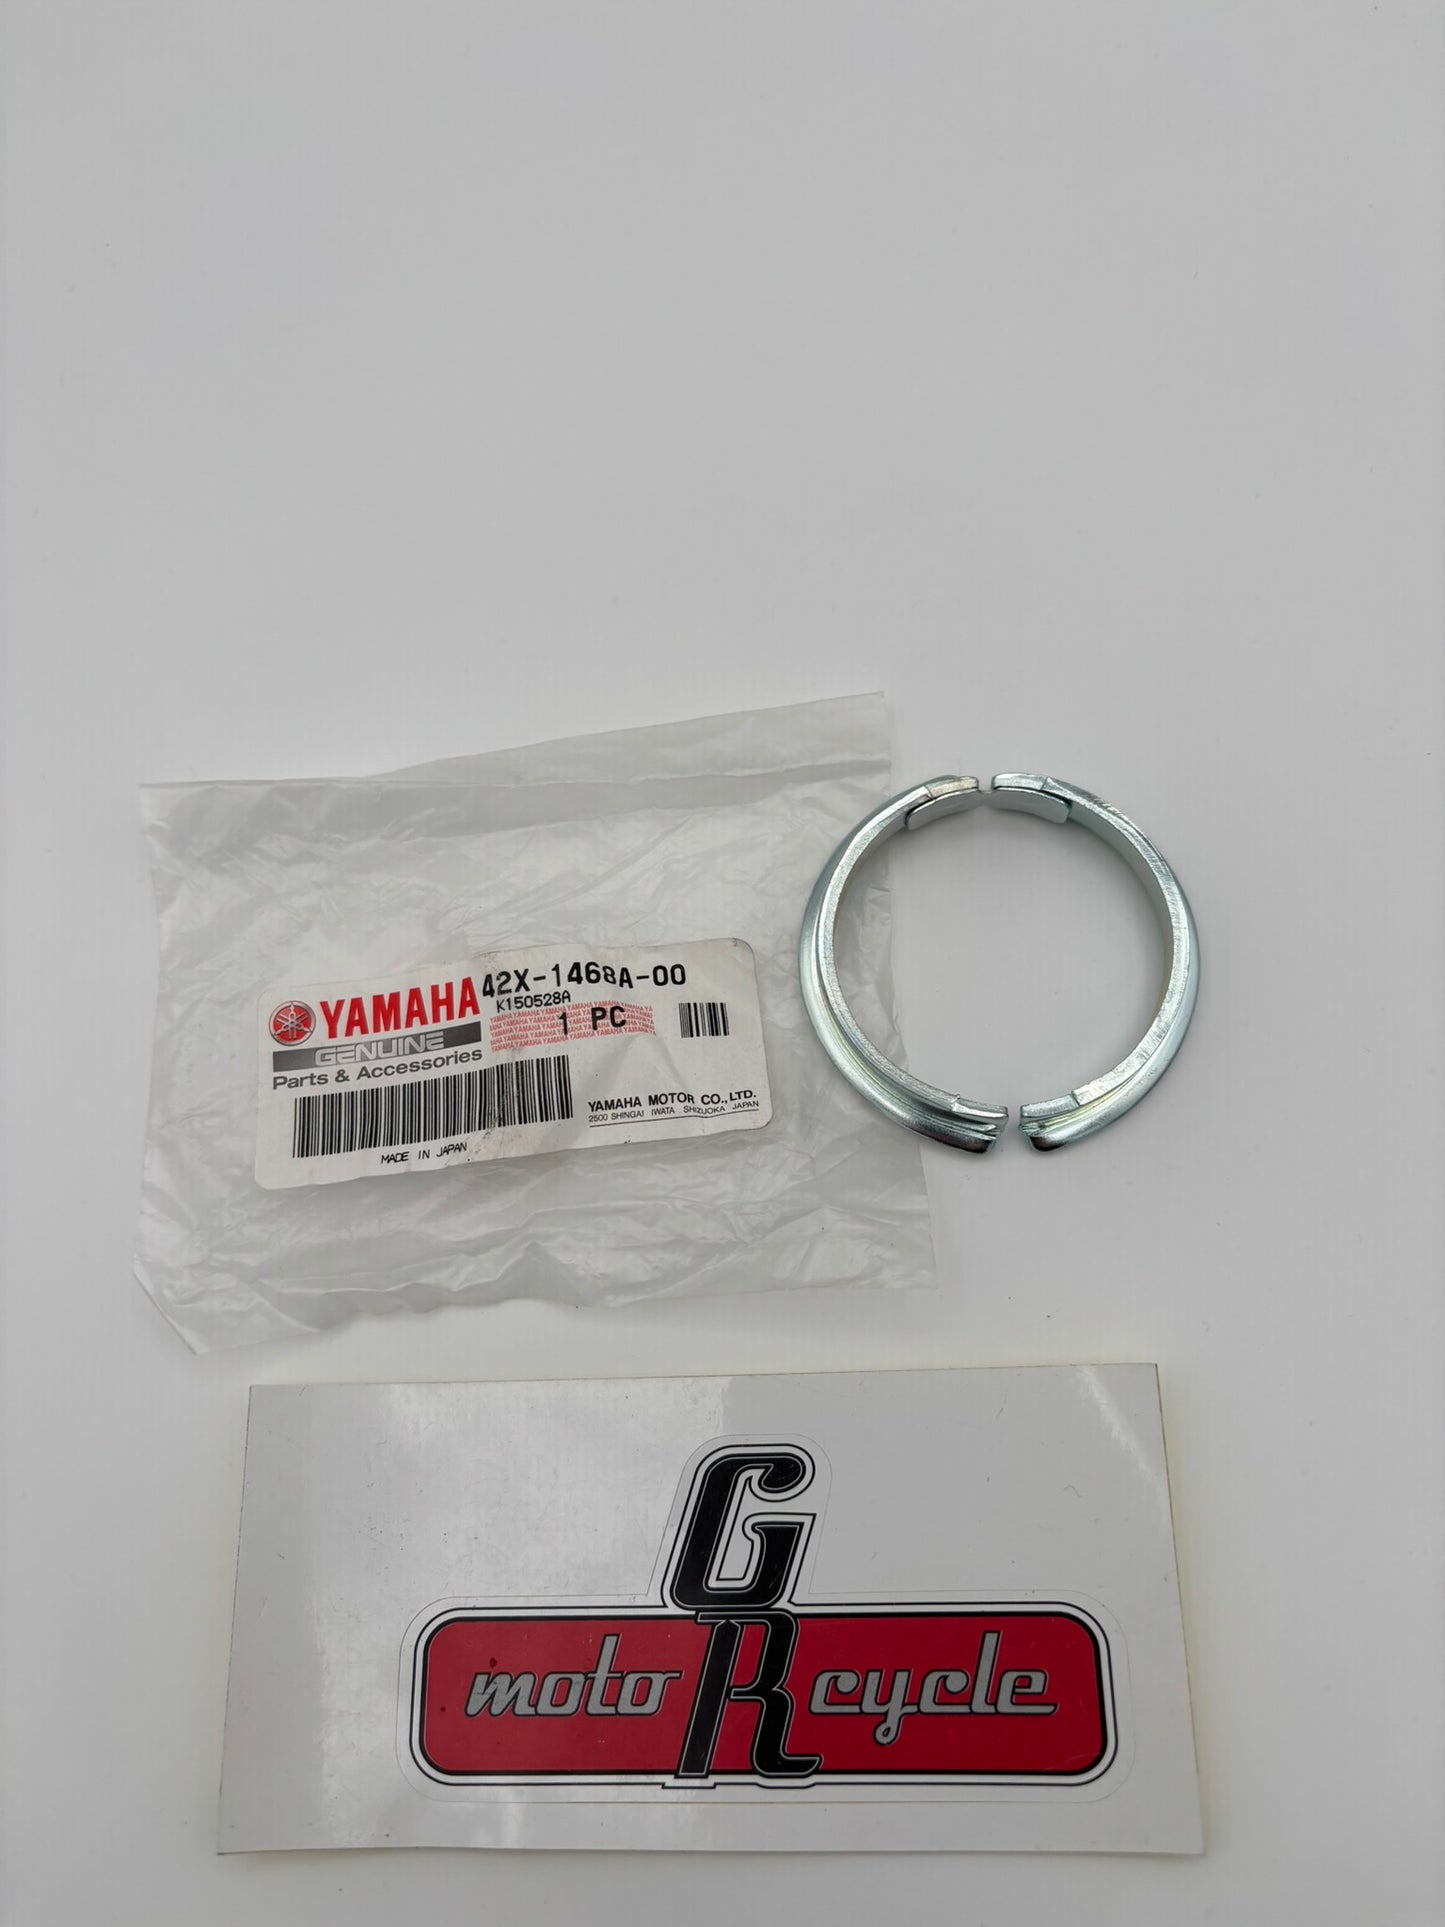 YAMAHA
42X-1468A-00
K150528A
1 PC
GENUINE
Parts & Accessories
YAMAHA MOTOR CO.,LTD.
2500 SHINGAI IWATA SHIZUOKA JAPAN
MADE IN JAPAN
GR
moto cycle